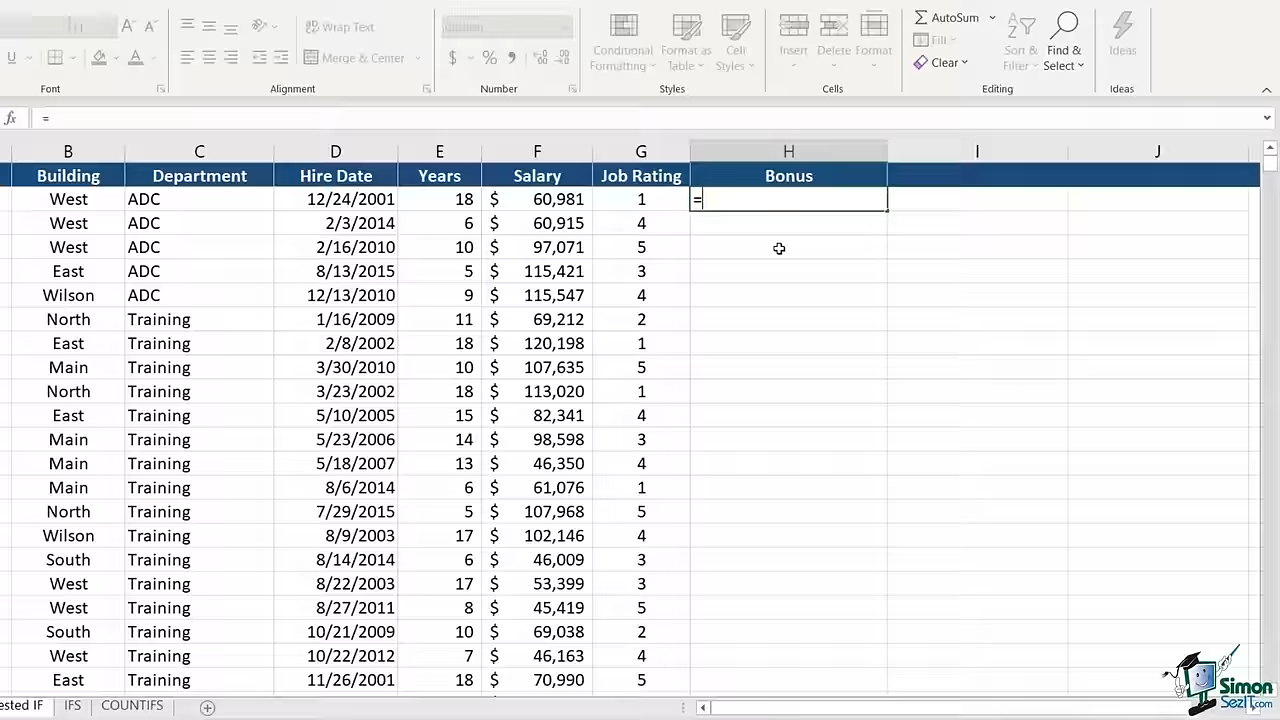 A^ A˅ Wrap Text $ % 9 AutoSum
U A Merge & Center Conditional Formatting Format as Table Cell Styles Insert Delete Format Fill Clear Sort & Filter Find & Select Ideas
Font Alignment Number Styles Cells Editing Ideas
fx =
B C D E F G H I J
Building Department Hire Date Years Salary Job Rating Bonus
West ADC 12/24/2001 18 $ 60,981 1 =
West ADC 2/3/2014 6 $ 60,915 4
West ADC 2/16/2010 10 $ 97,071 5
East ADC 8/13/2015 5 $ 115,421 3
Wilson ADC 12/13/2010 9 $ 115,547 4
North Training 1/16/2009 11 $ 69,212 2
East Training 2/8/2002 18 $ 120,198 1
Main Training 3/30/2010 10 $ 107,635 5
North Training 3/23/2002 18 $ 113,020 1
East Training 5/10/2005 15 $ 82,341 4
Main Training 5/23/2006 14 $ 98,598 3
Main Training 5/18/2007 13 $ 46,350 4
Main Training 8/6/2014 6 $ 61,076 1
North Training 7/29/2015 5 $ 107,968 5
Wilson Training 8/9/2003 17 $ 102,146 4
South Training 8/14/2014 6 $ 46,009 3
West Training 8/22/2003 17 $ 53,399 3
West Training 8/27/2011 8 $ 45,419 5
South Training 10/21/2009 10 $ 69,038 2
West Training 10/22/2012 7 $ 46,163 4
East Training 11/26/2001 18 $ 70,990 5
ested IF IFS COUNTIFS
Simon
SezIT.com